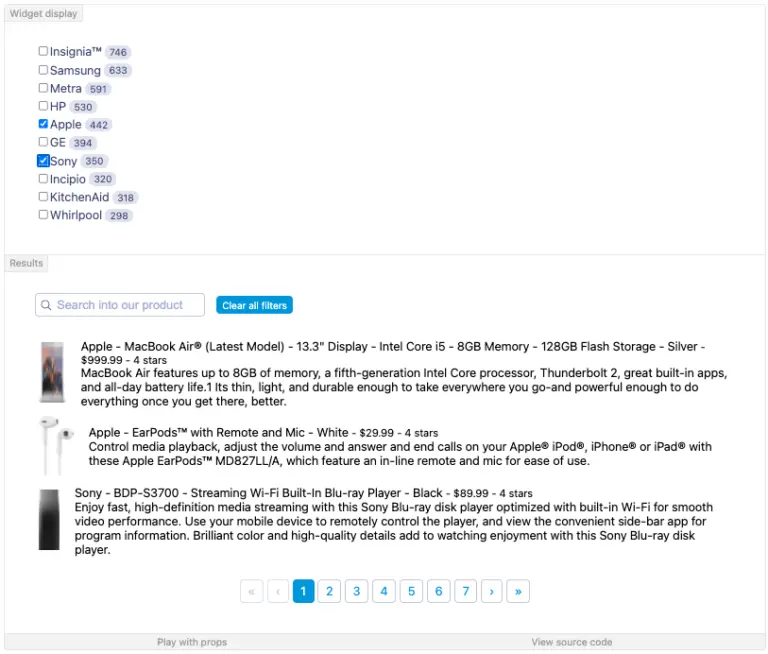 Widget display
Insignia™ 746
Samsung 633
Metra 591
HP 530
Apple 442
GE 394
Sony 350
Incipio 320
KitchenAid 318
Whirlpool 298
Results
Search into our product Clear all filters
Apple - MacBook Air® (Latest Model) - 13.3" Display - Intel Core i5 - 8GB Memory - 128GB Flash Storage - Silver -
$999.99 - 4 stars
MacBook Air features up to 8GB of memory, a fifth-generation Intel Core processor, Thunderbolt 2, great built-in apps,
and all-day battery life.1 Its thin, light, and durable enough to take everywhere you go-and powerful enough to do
everything once you get there, better.
Apple - EarPods™ with Remote and Mic - White - $29.99 - 4 stars
Control media playback, adjust the volume and answer and end calls on your Apple® iPod®, iPhone® or iPad® with
these Apple EarPods™ MD827LL/A, which feature an in-line remote and mic for ease of use.
Sony - BDP-S3700 - Streaming Wi-Fi Built-In Blu-ray Player - Black - $89.99 - 4 stars
Enjoy fast, high-definition media streaming with this Sony Blu-ray disk player optimized with built-in Wi-Fi for smooth
video performance. Use your mobile device to remotely control the player, and view the convenient side-bar app for
program information. Brilliant color and high-quality details add to watching enjoyment with this Sony Blu-ray disk
player.
« ‹ 1 2 3 4 5 6 7 › »
Play with props View source code